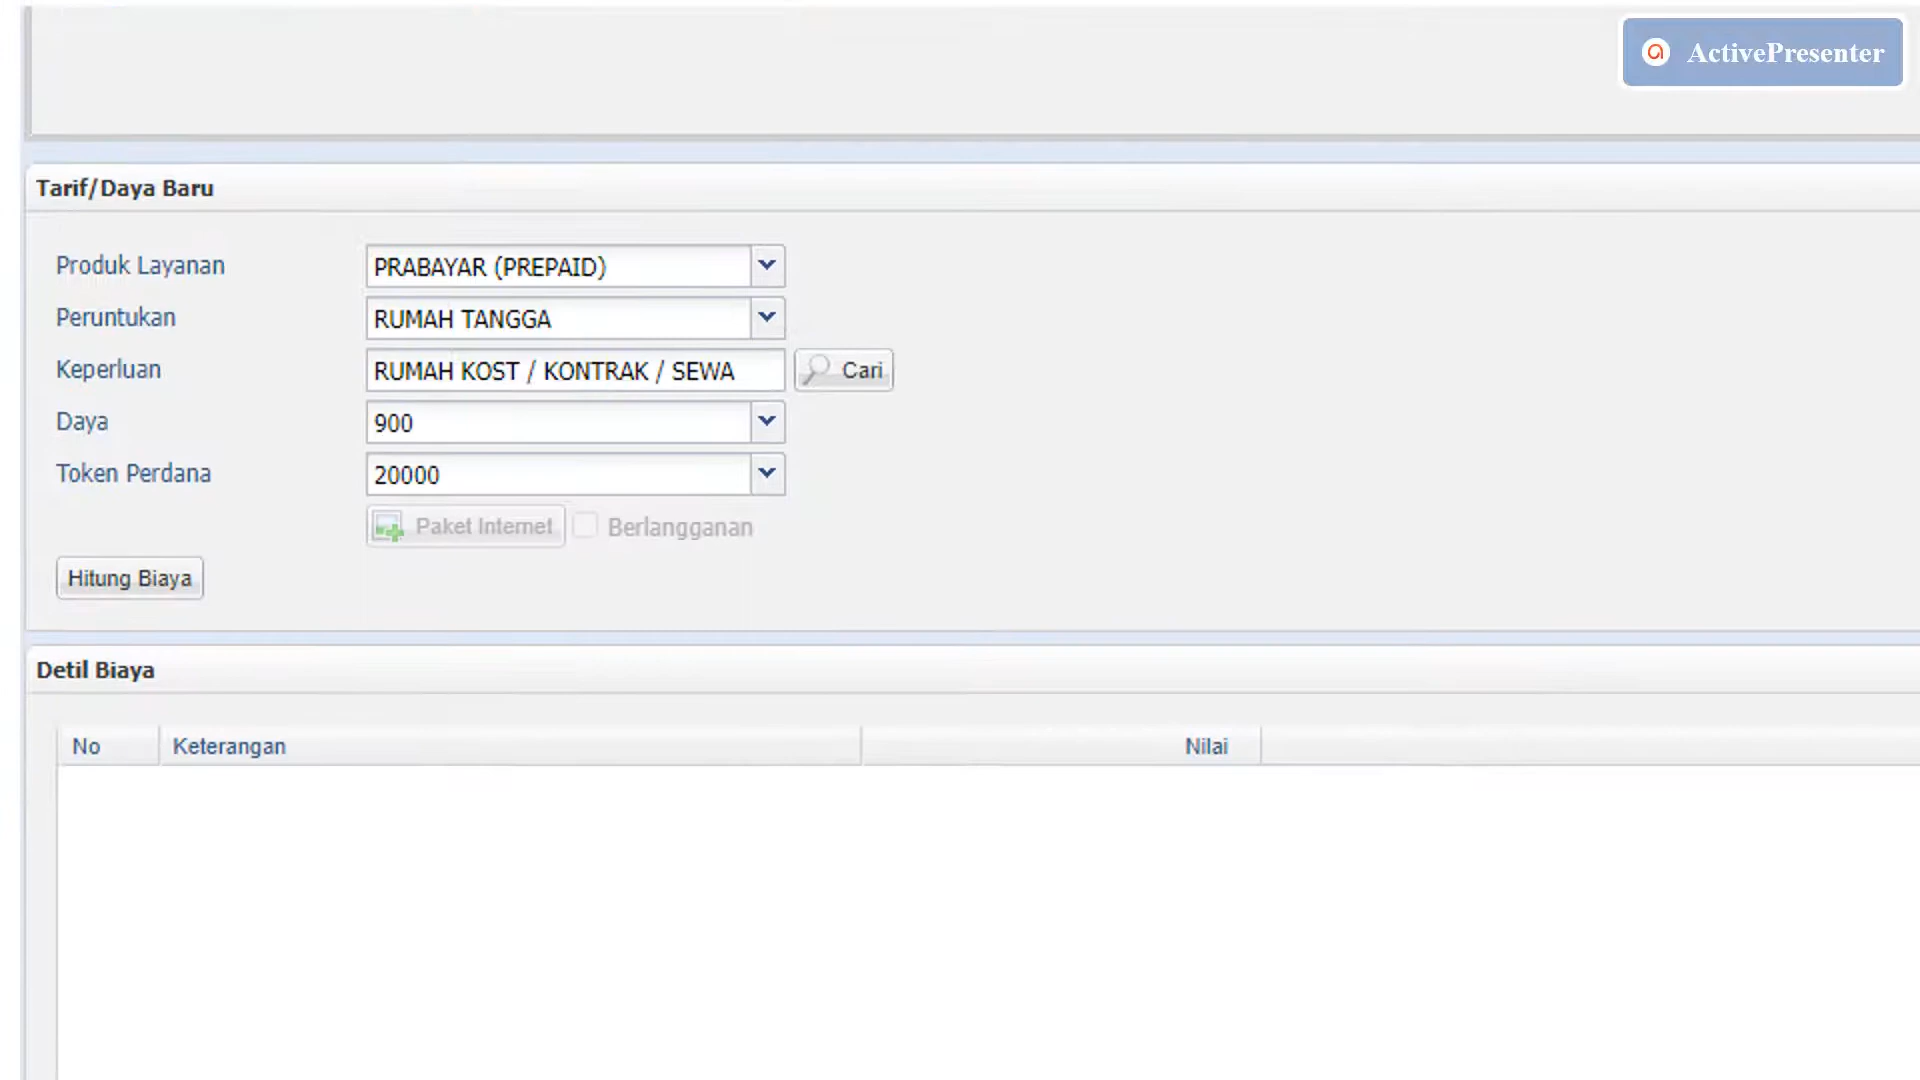 ActivePresenter
Tarif/Daya Baru
Produk Layanan PRABAYAR (PREPAID)
Peruntukan RUMAH TANGGA
Keperluan RUMAH KOST / KONTRAK / SEWA Cari
Daya 900
Token Perdana 20000
Paket Internet Berlangganan
Hitung Biaya
Detil Biaya
No Keterangan Nilai